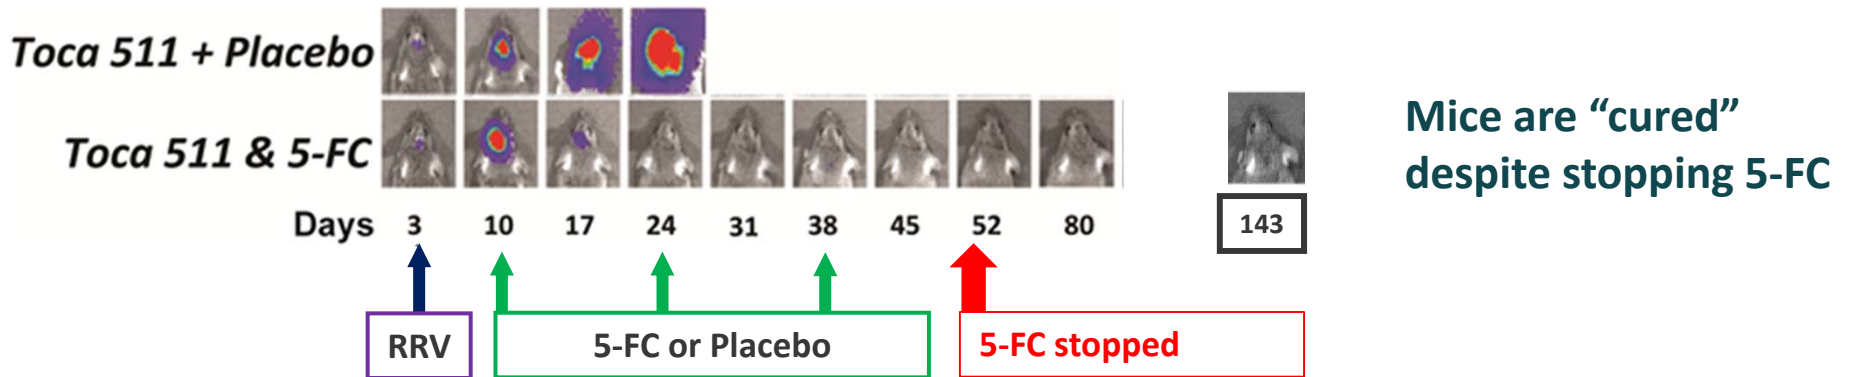 Toca 511 + Placebo
Toca 511 & 5-FC
Days 3 10 17 24 31 38 45 52 80 143
RRV
5-FC or Placebo
5-FC stopped
Mice are “cured”
despite stopping 5-FC